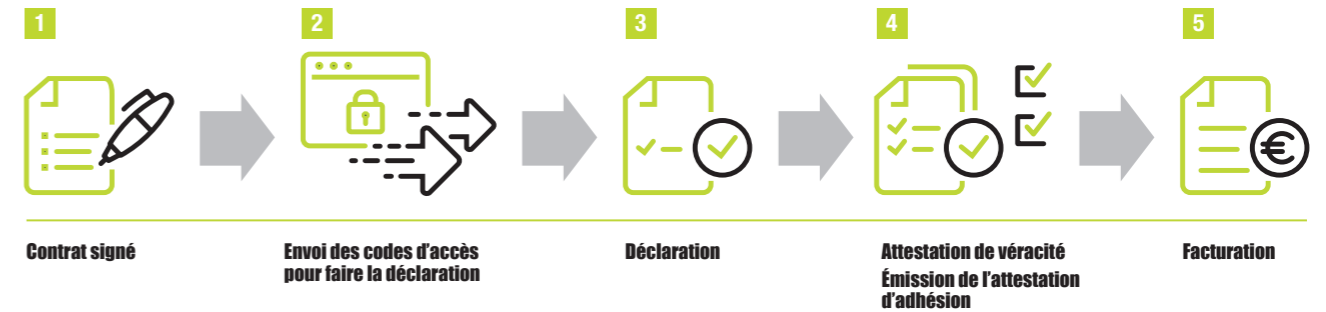 1
2
3
4
5
Contrat signé
Envoi des codes d'accès
pour faire la déclaration
Déclaration
Attestation de véracité
Émission de l'attestation
d'adhésion
Facturation
€